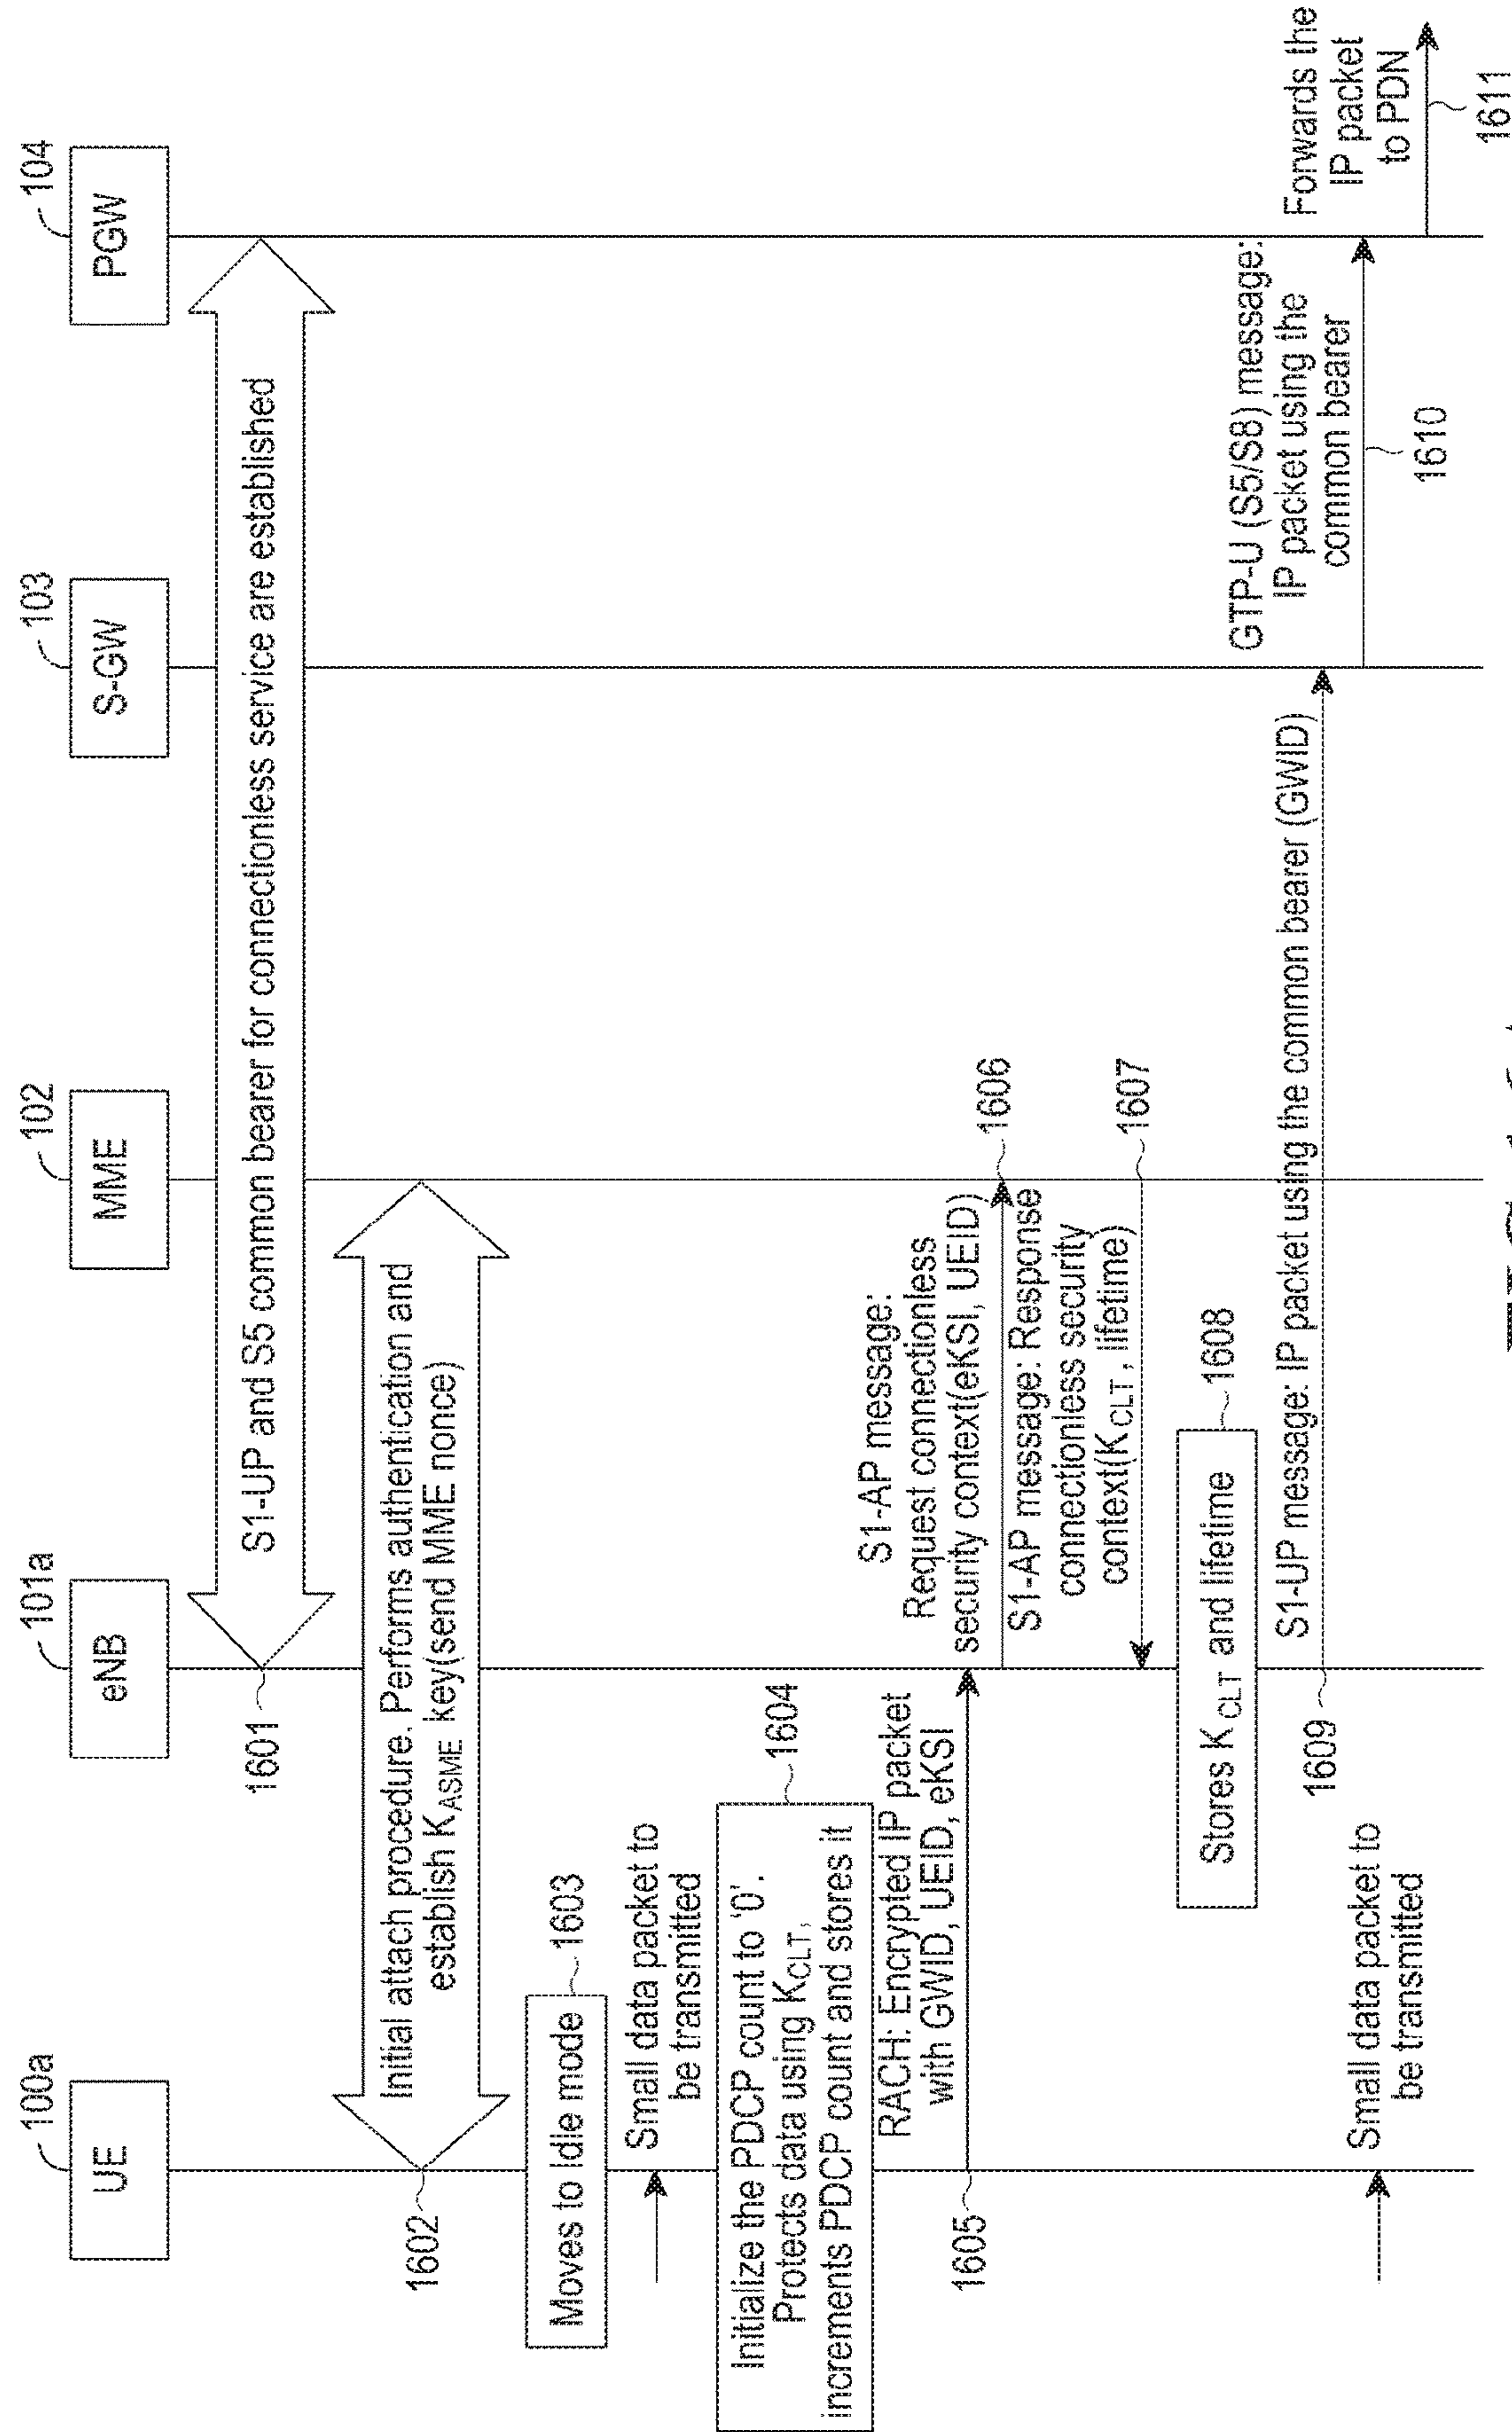 100a
UE
101a
eNB
102
MME
103
S-GW
104
PGW
S1-UP and S5 common bearer for connectionless service are established
1601
Initial attach procedure. Performs authentication and
establish KASME key(send MME nonce)
1602
Moves to Idle mode
1603
Small data packet to
be transmitted
Initialize the PDCP count to '0'.
Protects data using KCLT,
increments PDCP count and stores it
1604
RACH: Encrypted IP packet
with GWID, UEID, eKSI
1605
S1-AP message:
Request connectionless
security context(eKSI, UEID)
1606
S1-AP message: Response
connectionless security
context(KCLT, lifetime)
1607
Stores KCLT and lifetime
1608
S1-UP message: IP packet using the common bearer (GWID)
1609
GTP-U (S5/S8) message:
IP packet using the
common bearer
1610
Forwards the
IP packet
to PDN
1611
Small data packet to
be transmitted